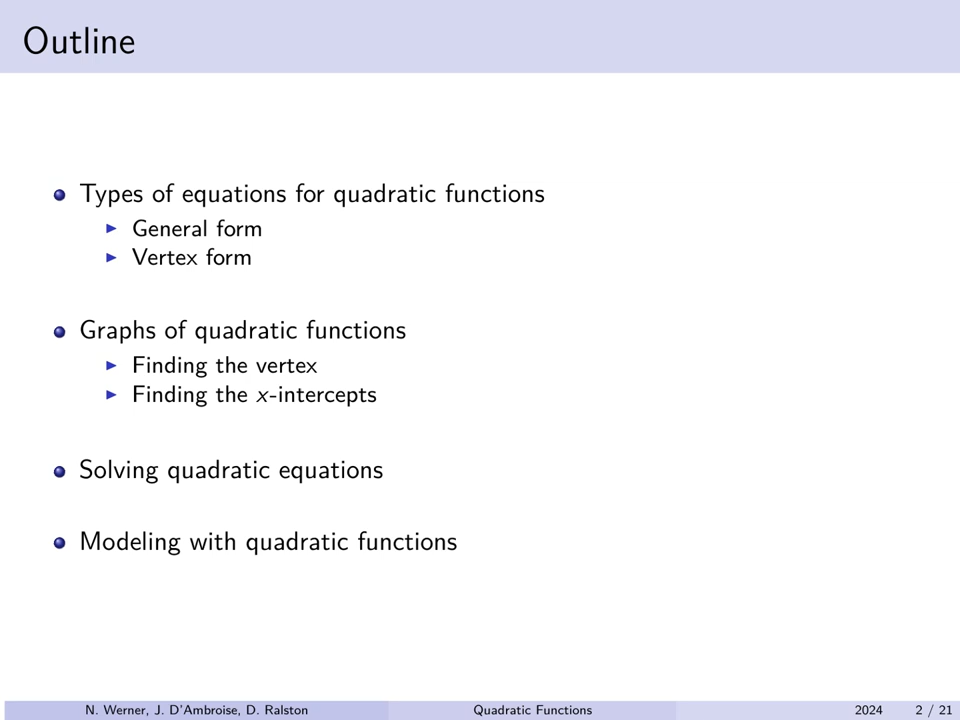 Outline
Types of equations for quadratic functions
General form
Vertex form
Graphs of quadratic functions
Finding the vertex
Finding the x-intercepts
Solving quadratic equations
Modeling with quadratic functions
N. Werner, J. D'Ambroise, D. Ralston Quadratic Functions 2024 2 / 21